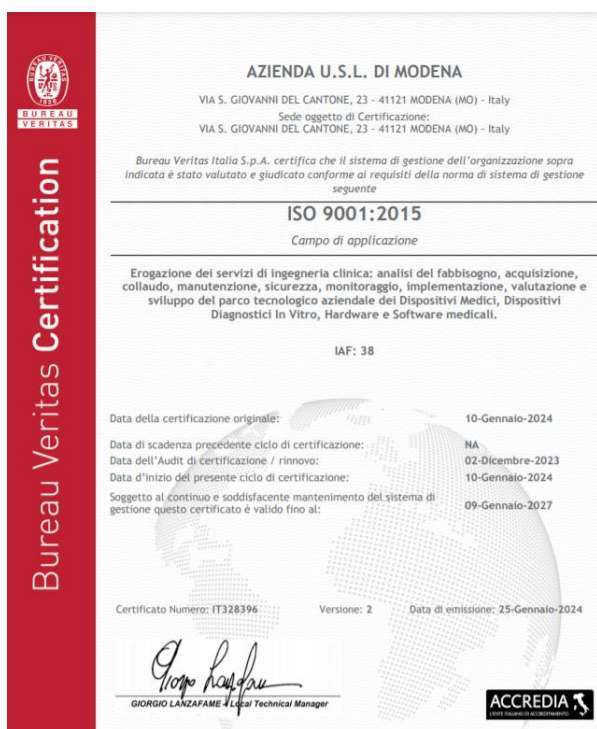 BUREAU VERITAS
1828
BUREAU
VERITAS
Bureau Veritas Certification
AZIENDA U.S.L. DI MODENA
VIA S. GIOVANNI DEL CANTONE, 23 - 41121 MODENA (MO) - Italy
Sede oggetto di Certificazione:
VIA S. GIOVANNI DEL CANTONE, 23 - 41121 MODENA (MO) - Italy
Bureau Veritas Italia S.p.A. certifica che il sistema di gestione dell'organizzazione sopra
indicata è stato valutato e giudicato conforme ai requisiti della norma di sistema di gestione
seguente
ISO 9001:2015
Campo di applicazione
Erogazione dei servizi di ingegneria clinica: analisi del fabbisogno, acquisizione,
collaudo, manutenzione, sicurezza, monitoraggio, implementazione, valutazione e
sviluppo del parco tecnologico aziendale dei Dispositivi Medici, Dispositivi
Diagnostici In Vitro, Hardware e Software medicali.
IAF: 38
Data della certificazione originale: 10-Gennaio-2024
Data di scadenza precedente ciclo di certificazione: NA
Data dell'Audit di certificazione / rinnovo: 02-Dicembre-2023
Data d'inizio del presente ciclo di certificazione: 10-Gennaio-2024
Soggetto al continuo e soddisfacente mantenimento del sistema di
gestione questo certificato è valido fino al: 09-Gennaio-2027
Certificato Numero: IT328396 Versione: 2 Data di emissione: 25-Gennaio-2024
GIORGIO LANZAFAME - Local Technical Manager
ACCREDIA
L'ENTE ITALIANO DI ACCREDITAMENTO